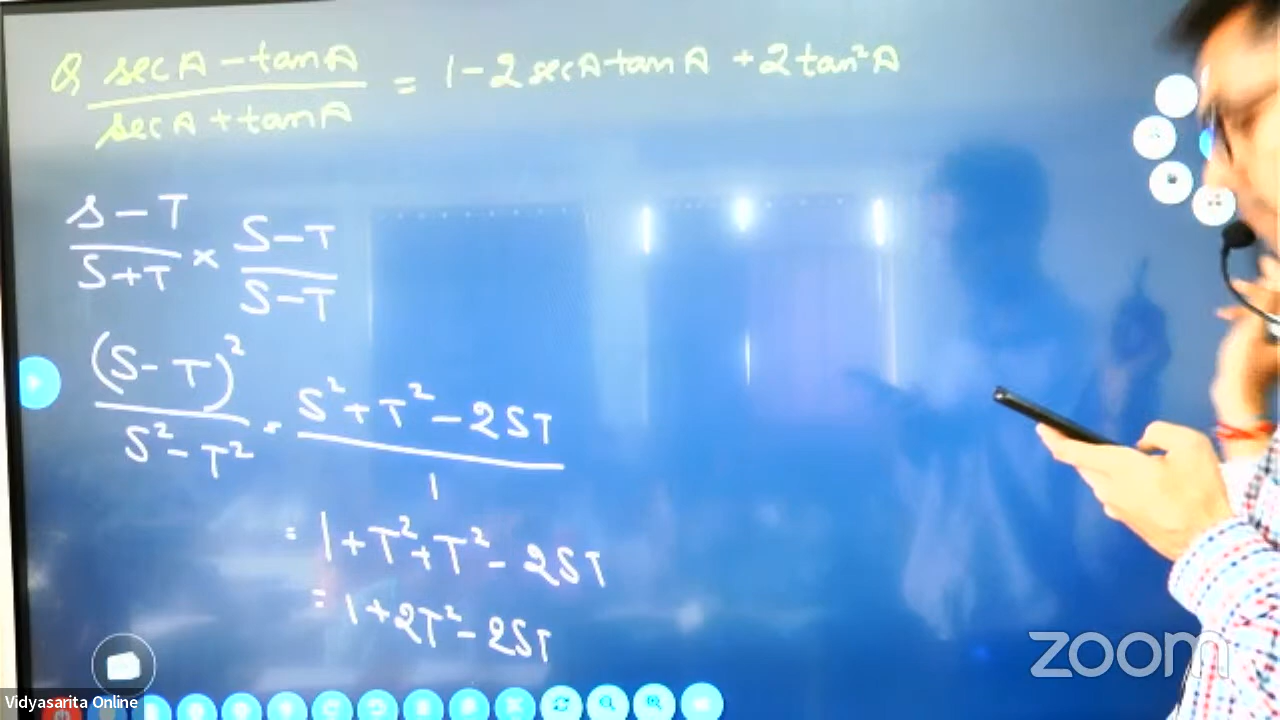 Q (sec A - tan A)/(sec A + tan A) = 1 - 2 sec A tan A + 2 tan² A
(S - T)/(S + T) × (S - T)/(S - T)
(S - T)²/(S² - T²) = (S² + T² - 2ST)/1
= 1 + T² + T² - 2ST
= 1 + 2T² - 2ST
zoom
Vidyasarita Online